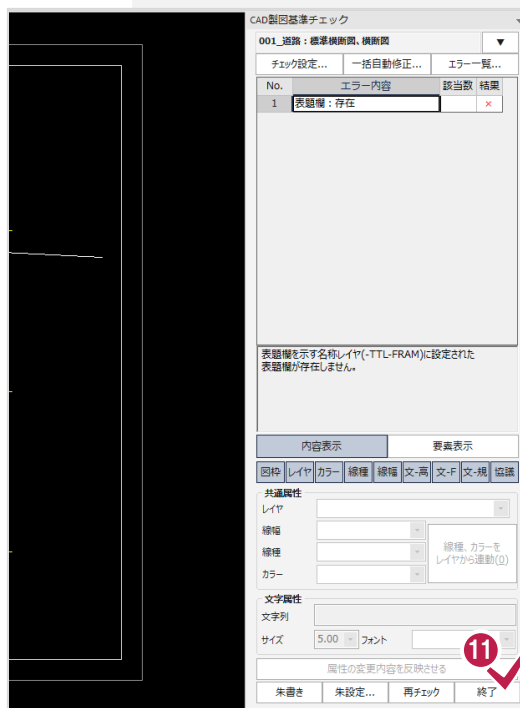 CAD製図基準チェック
001_道路：標準横断図、横断図 ▼
チェック設定... 一括自動修正... エラー一覧...
No. エラー内容 該当数 結果
1 表題欄：存在 ×
表題欄を示す名称レイヤ(-TTL-FRAM)に設定された
表題欄が存在しません。
内容表示 要素表示
図枠 レイヤ カラー 線種 線幅 文-高 文-F 文-規 協議
共通属性
レイヤ
線幅
線種 線種、カラーを
レイヤから連動(O)
カラー
文字属性
文字列
サイズ 5.00 フォント
11
属性の変更内容を反映させる
朱書き 朱設定... 再チェック 終了